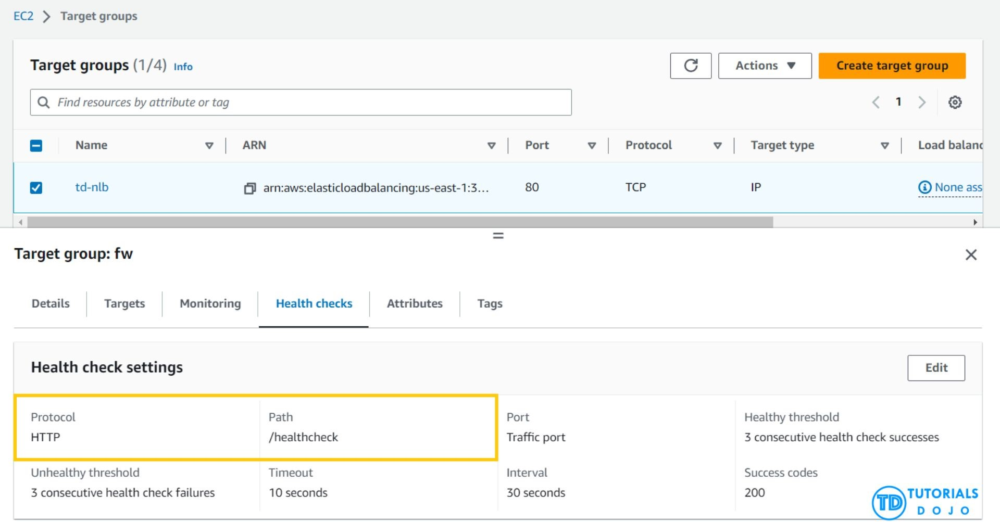 EC2 > Target groups
Target groups (1/4) Info
Actions
Create target group
Find resources by attribute or tag
1
Name ARN Port Protocol Target type Load balanc
td-nlb arn:aws:elasticloadbalancing:us-east-1:3... 80 TCP IP None ass
Target group: fw
Details Targets Monitoring Health checks Attributes Tags
Health check settings
Edit
Protocol Path Port Healthy threshold
HTTP /healthcheck Traffic port 3 consecutive health check successes
Unhealthy threshold Timeout Interval Success codes
3 consecutive health check failures 10 seconds 30 seconds 200
TD TUTORIALS
DOJO